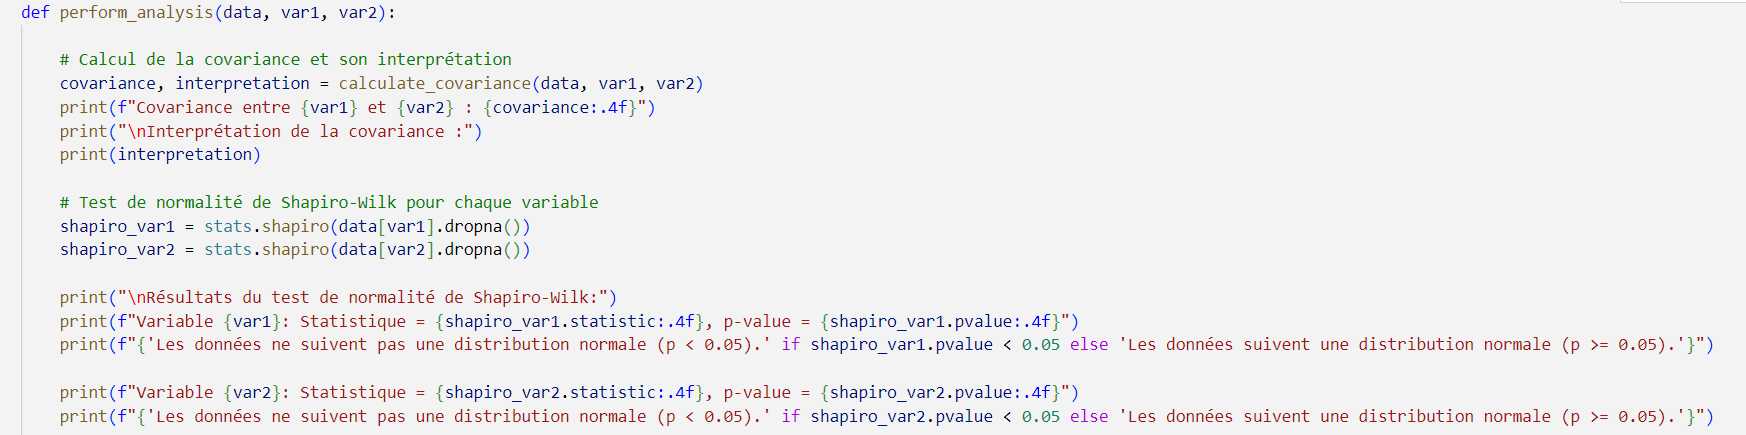 def perform_analysis(data, var1, var2):
# Calcul de la covariance et son interprétation
covariance, interpretation = calculate_covariance(data, var1, var2)
print(f"Covariance entre {var1} et {var2} : {covariance:.4f}")
print("\nInterprétation de la covariance :")
print(interpretation)
# Test de normalité de Shapiro-Wilk pour chaque variable
shapiro_var1 = stats.shapiro(data[var1].dropna())
shapiro_var2 = stats.shapiro(data[var2].dropna())
print("\nRésultats du test de normalité de Shapiro-Wilk:")
print(f"Variable {var1}: Statistique = {shapiro_var1.statistic:.4f}, p-value = {shapiro_var1.pvalue:.4f}")
print(f"{'Les données ne suivent pas une distribution normale (p < 0.05).' if shapiro_var1.pvalue < 0.05 else 'Les données suivent une distribution normale (p >= 0.05).'}")
print(f"Variable {var2}: Statistique = {shapiro_var2.statistic:.4f}, p-value = {shapiro_var2.pvalue:.4f}")
print(f"{'Les données ne suivent pas une distribution normale (p < 0.05).' if shapiro_var2.pvalue < 0.05 else 'Les données suivent une distribution normale (p >= 0.05).'}")